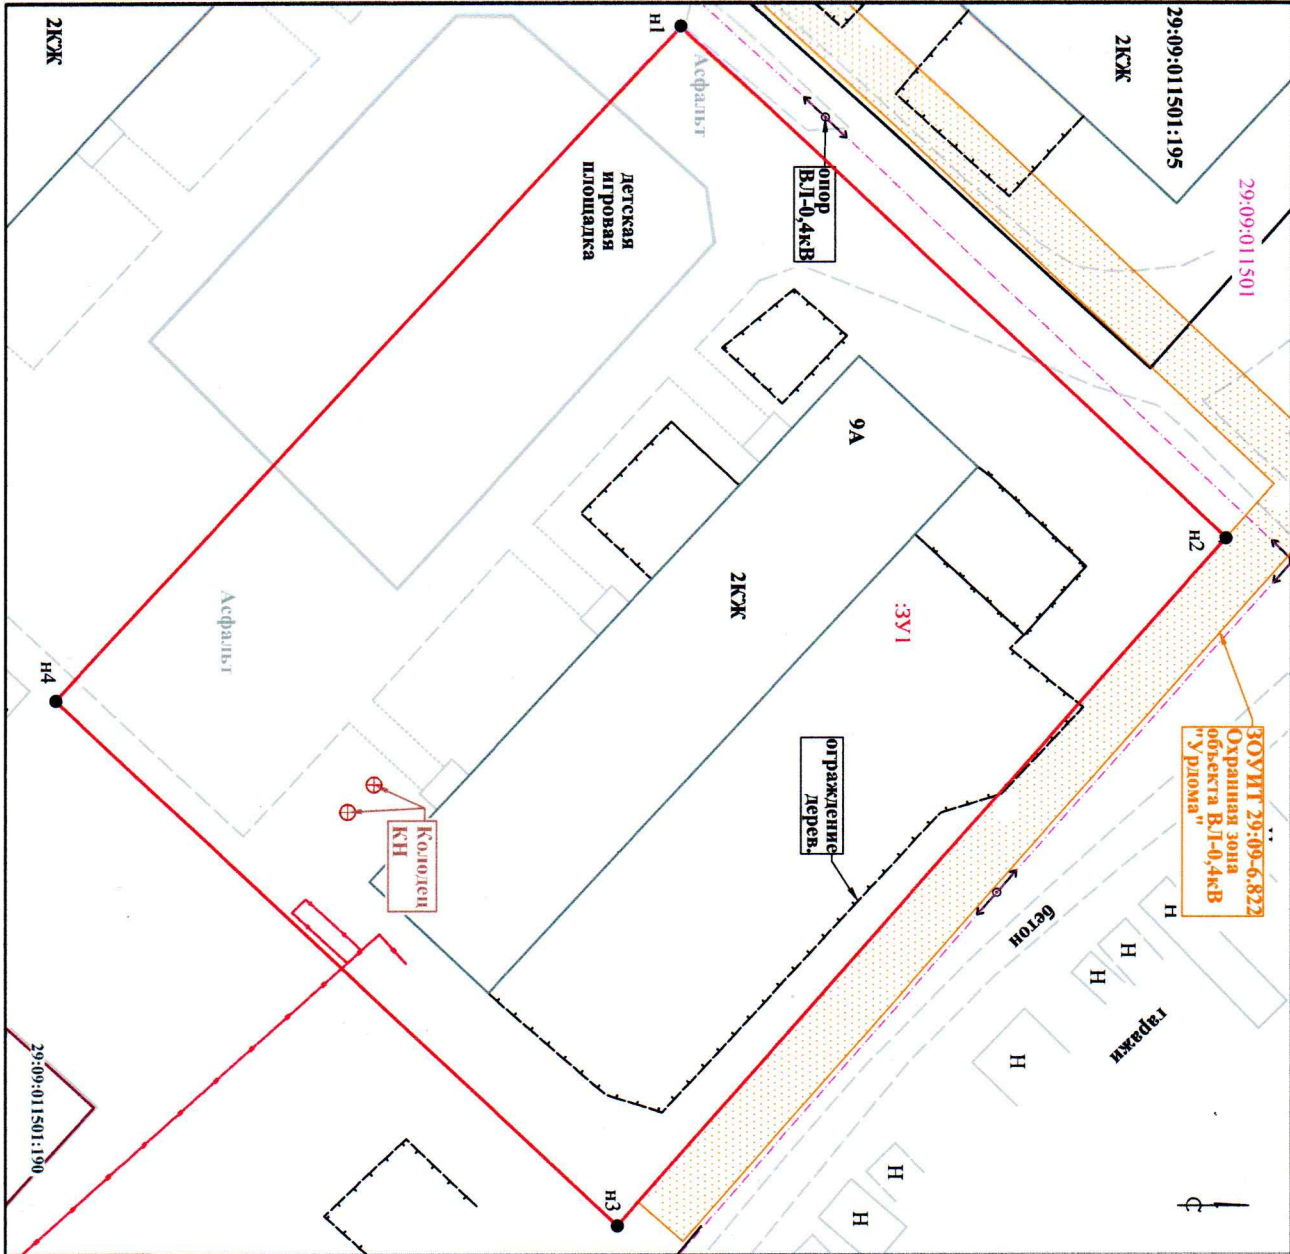 29:09:011501:195
2КЖ
29:09:011501
н1
Асфальт
2КЖ
опор
ВЛ-0,4кВ
детская
игровая
площадка
9А
2КЖ
:ЗУ1
н2
ЗОУИТ 29:09-6.822
Охранная зона
объекта ВЛ-0,4кВ
"Урдома"
ограждение
дерев.
бетон
гаражи
Н
Н
Н
Н
Н
Н
С
Асфальт
н4
Колодец
КН
н3
29:09:011501:190